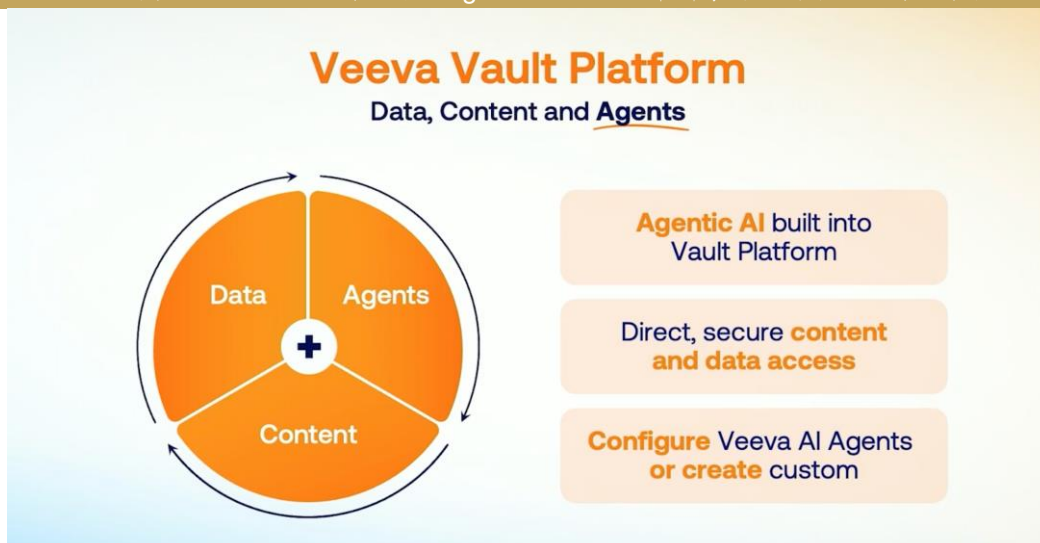 Veeva Vault Platform
Data, Content and Agents
Data
Agents
Content
Agentic AI built into
Vault Platform
Direct, secure content
and data access
Configure Veeva AI Agents
or create custom